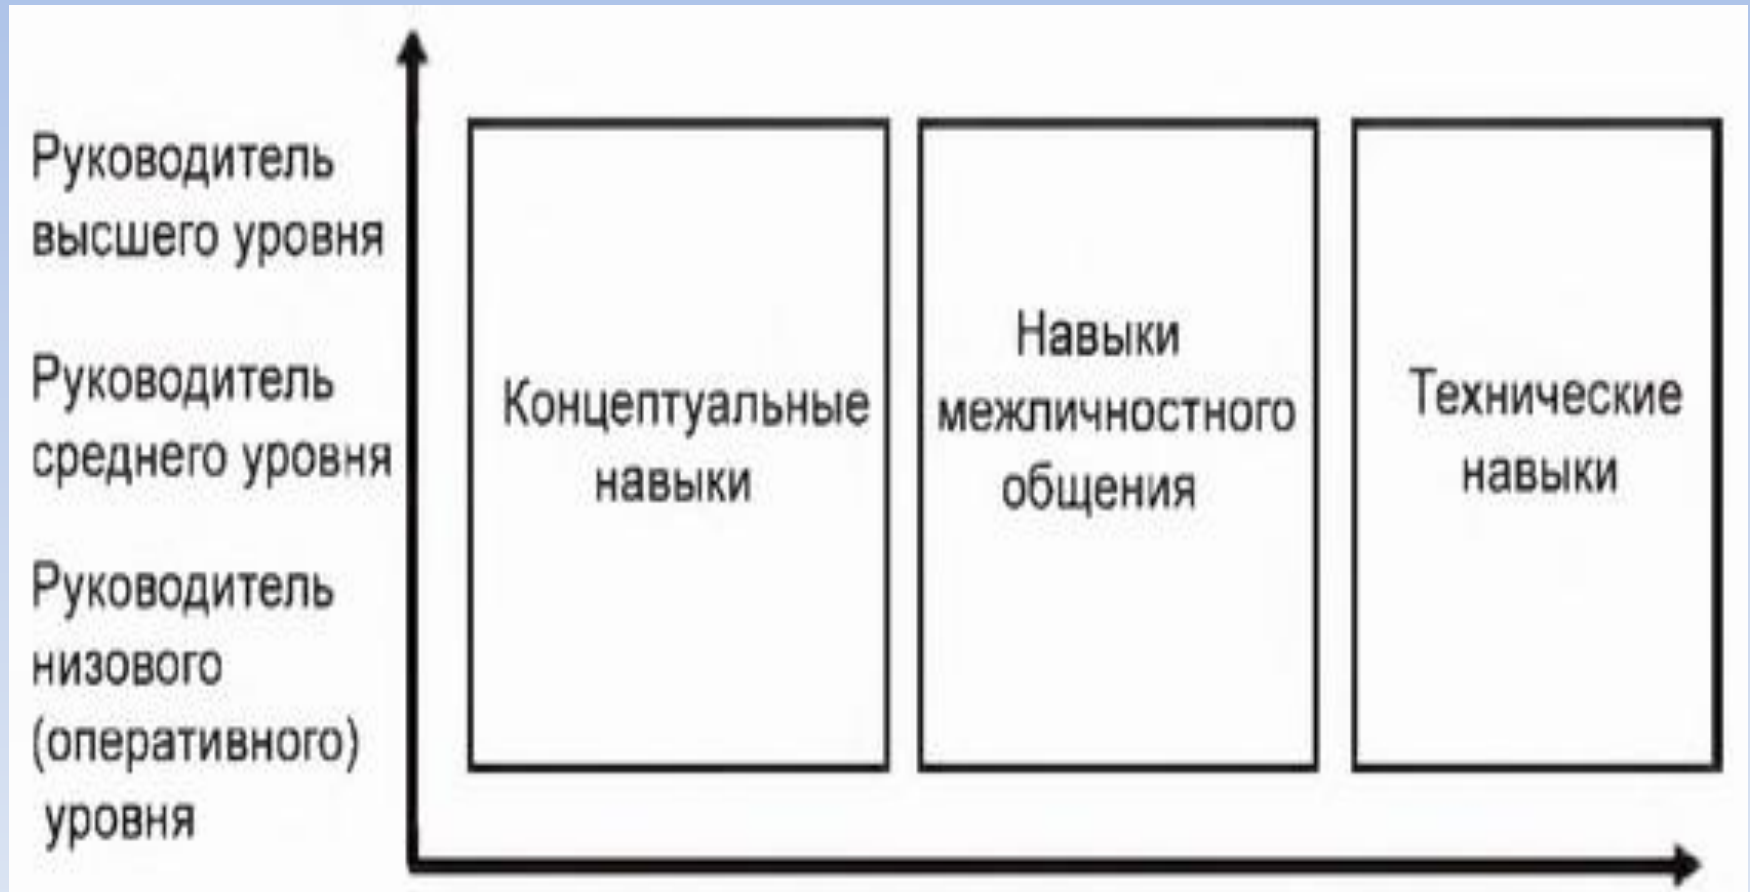 Руководитель
высшего уровня
Руководитель
среднего уровня
Руководитель
низового
(оперативного)
уровня
Концептуальные
навыки
Навыки
межличностного
общения
Технические
навыки